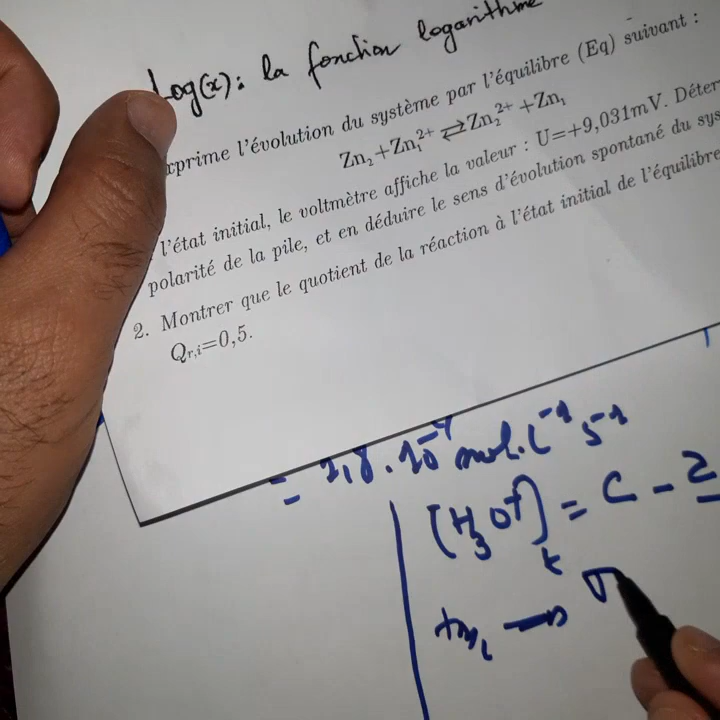 Log(x): la fonction logarithme
xprime l'évolution du système par l'équilibre (Eq) suivant :
Zn₂+Zn₁²⁺ ⇄ Zn₂²⁺ +Zn₁
l'état initial, le voltmètre affiche la valeur : U=+9,031mV. Déter
polarité de la pile, et en déduire le sens d'évolution spontané du sys
2. Montrer que le quotient de la réaction à l'état initial de l'équilibre
Qr,i=0,5.
= 1,8.10⁻⁴ mol.L⁻¹ s⁻¹
[H₃O⁺]t = C - 2